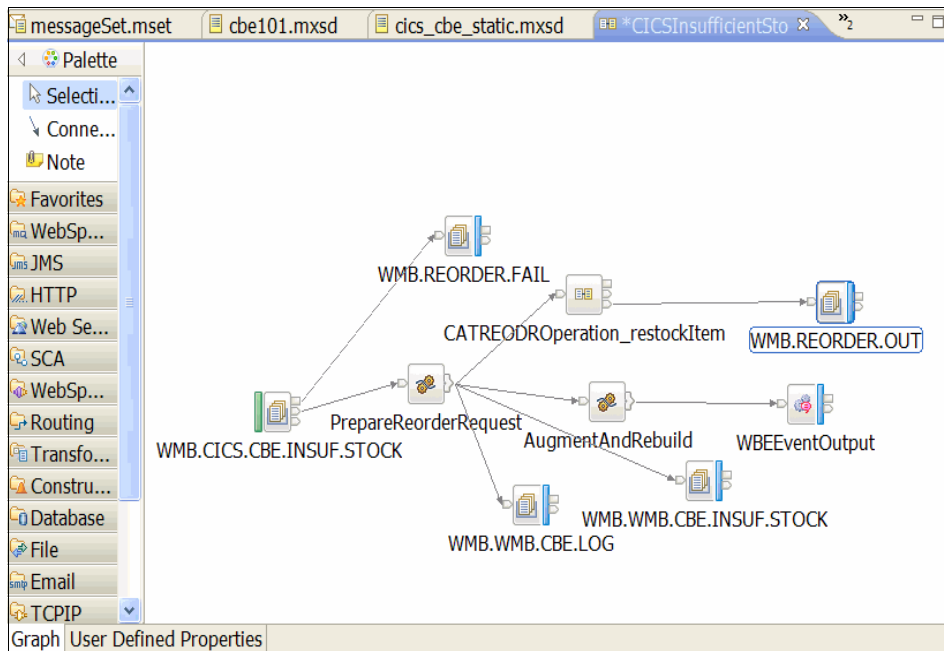 messageSet.mset cbe101.mxsd cics_cbe_static.mxsd *CICSInsufficientSto »2
Palette
Selecti...
Conne...
Note
Favorites
WebSp...
JMS
HTTP
Web Se...
SCA
WebSp...
Routing
Transfo...
Constru...
Database
File
Email
TCPIP
WMB.REORDER.FAIL
CATREODROperation_restockItem
WMB.REORDER.OUT
PrepareReorderRequest
AugmentAndRebuild
WBEEventOutput
WMB.CICS.CBE.INSUF.STOCK
WMB.WMB.CBE.INSUF.STOCK
WMB.WMB.CBE.LOG
Graph User Defined Properties